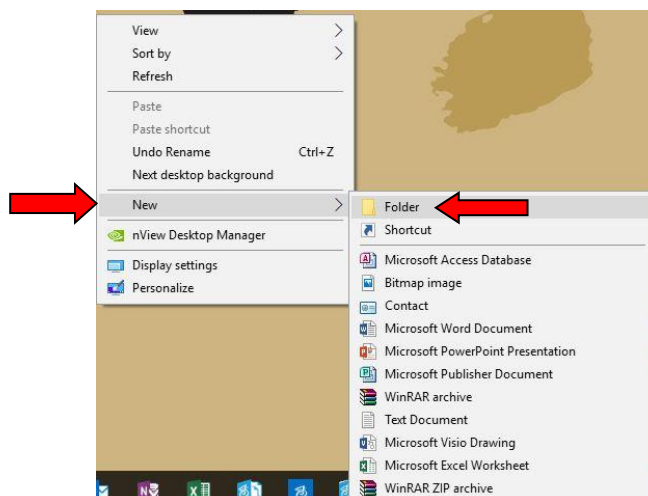 View
Sort by
Refresh
Paste
Paste shortcut
Undo Rename Ctrl+Z
Next desktop background
New
nView Desktop Manager
Display settings
Personalize
Folder
Shortcut
Microsoft Access Database
Bitmap image
Contact
Microsoft Word Document
Microsoft PowerPoint Presentation
Microsoft Publisher Document
WinRAR archive
Text Document
Microsoft Visio Drawing
Microsoft Excel Worksheet
WinRAR ZIP archive